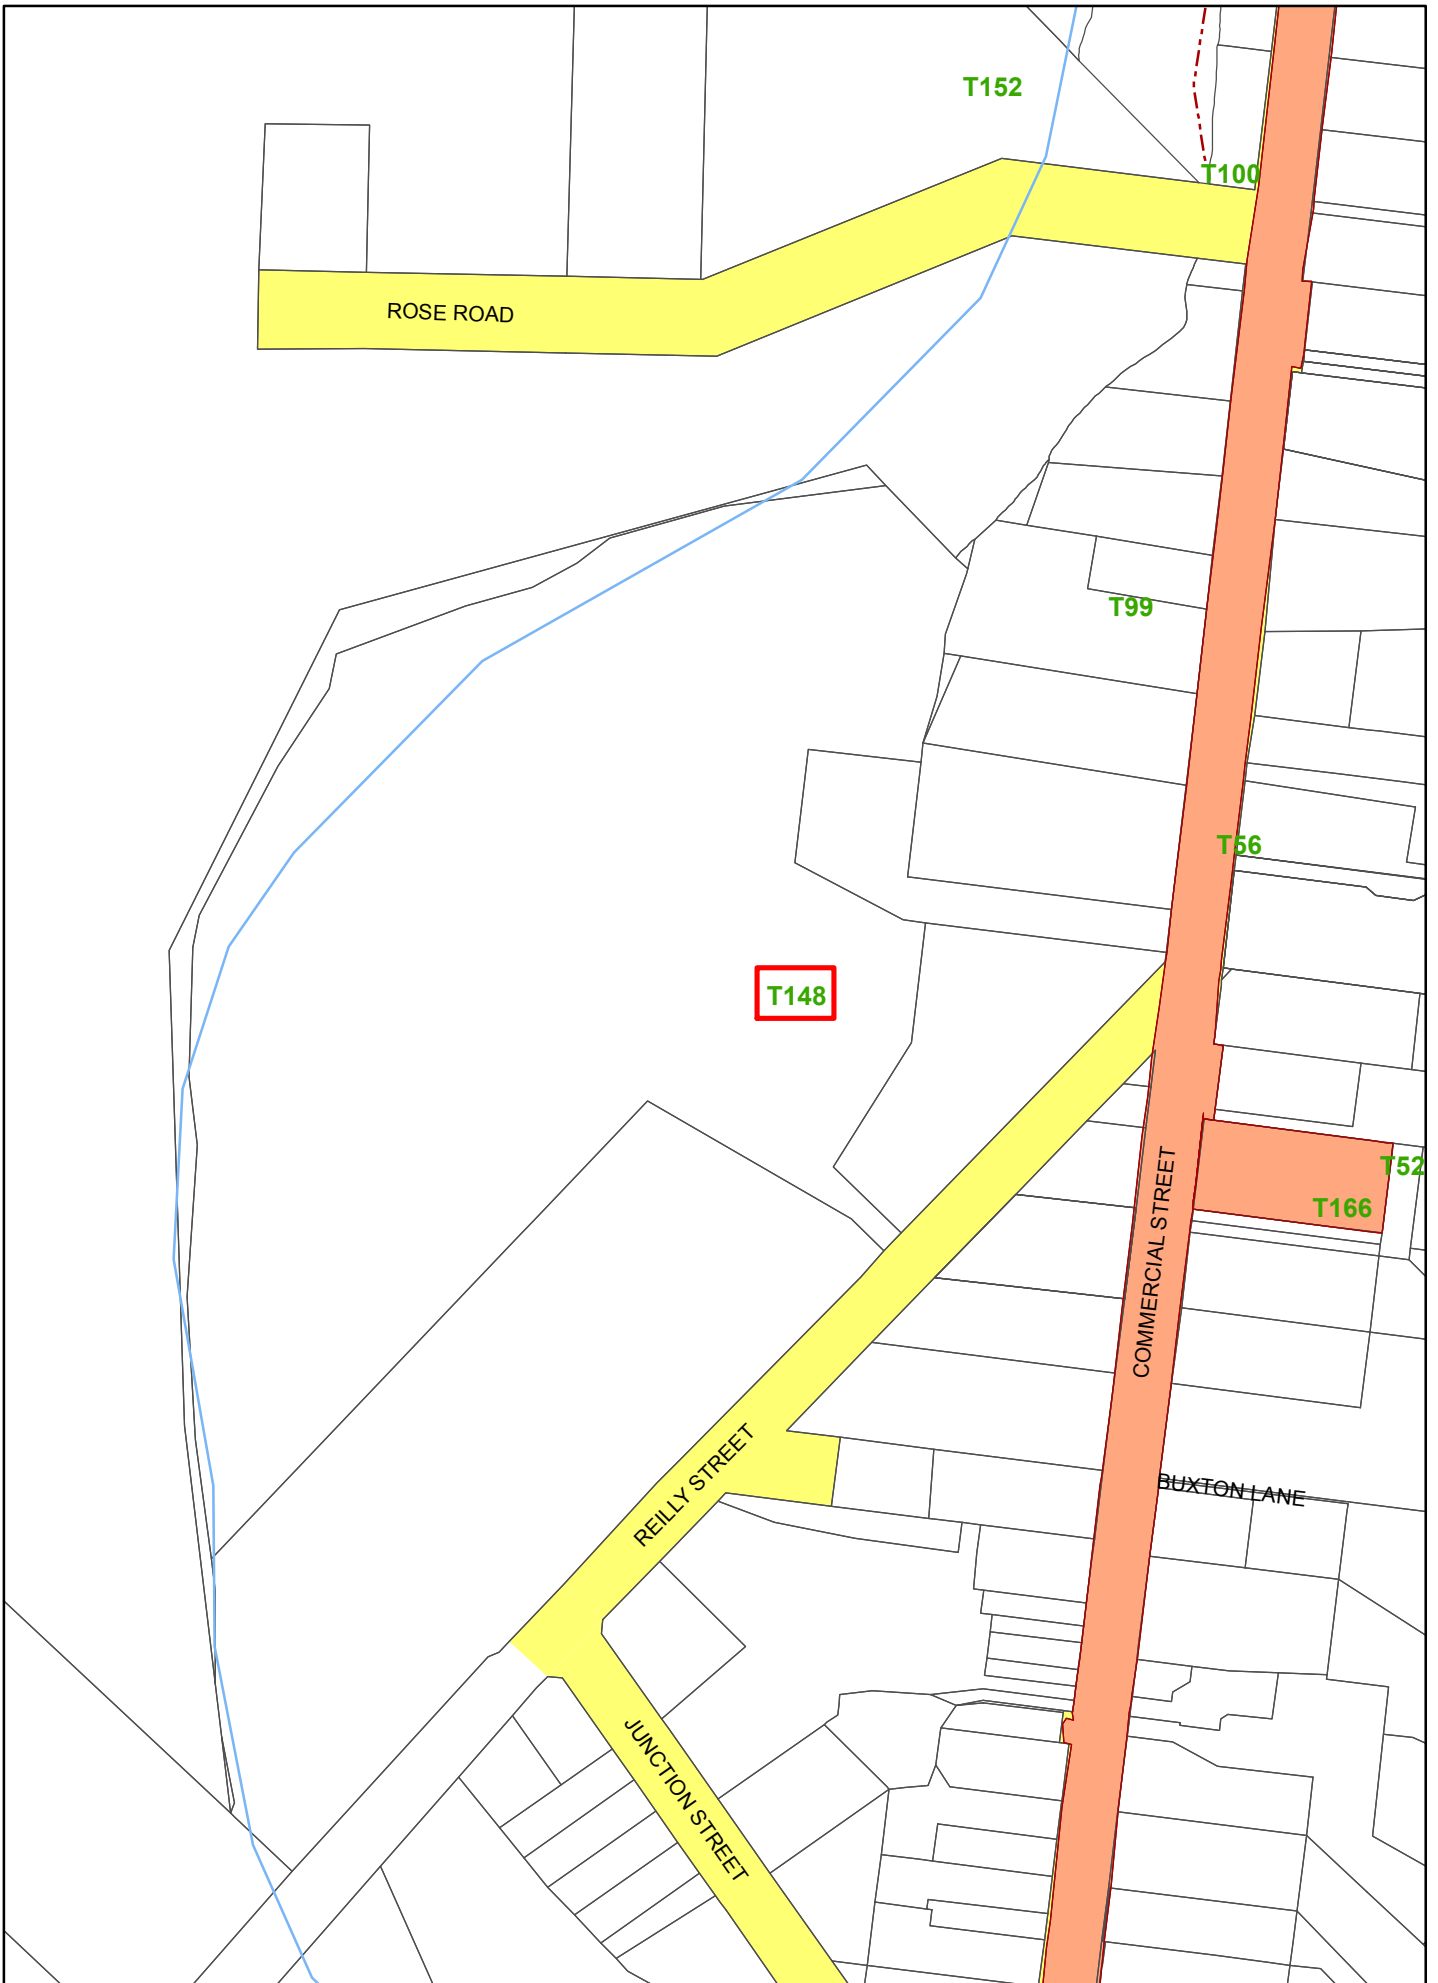 T152
T100
ROSE ROAD
T99
T56
T148
T52
T166
COMMERCIAL STREET
REILLY STREET
BUXTON LANE
JUNCTION STREET